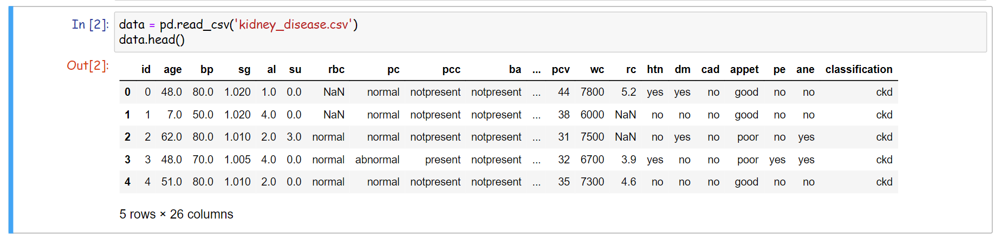 In [2]: data = pd.read_csv('kidney_disease.csv')
data.head()
Out[2]:
id age bp sg al su rbc pc pcc ba ... pcv wc rc htn dm cad appet pe ane classification
0 0 48.0 80.0 1.020 1.0 0.0 NaN normal notpresent notpresent ... 44 7800 5.2 yes yes no good no no ckd
1 1 7.0 50.0 1.020 4.0 0.0 NaN normal notpresent notpresent ... 38 6000 NaN no no no good no no ckd
2 2 62.0 80.0 1.010 2.0 3.0 normal normal notpresent notpresent ... 31 7500 NaN no yes no poor no yes ckd
3 3 48.0 70.0 1.005 4.0 0.0 normal abnormal present notpresent ... 32 6700 3.9 yes no no poor yes yes ckd
4 4 51.0 80.0 1.010 2.0 0.0 normal normal notpresent notpresent ... 35 7300 4.6 no no no good no no ckd
5 rows × 26 columns